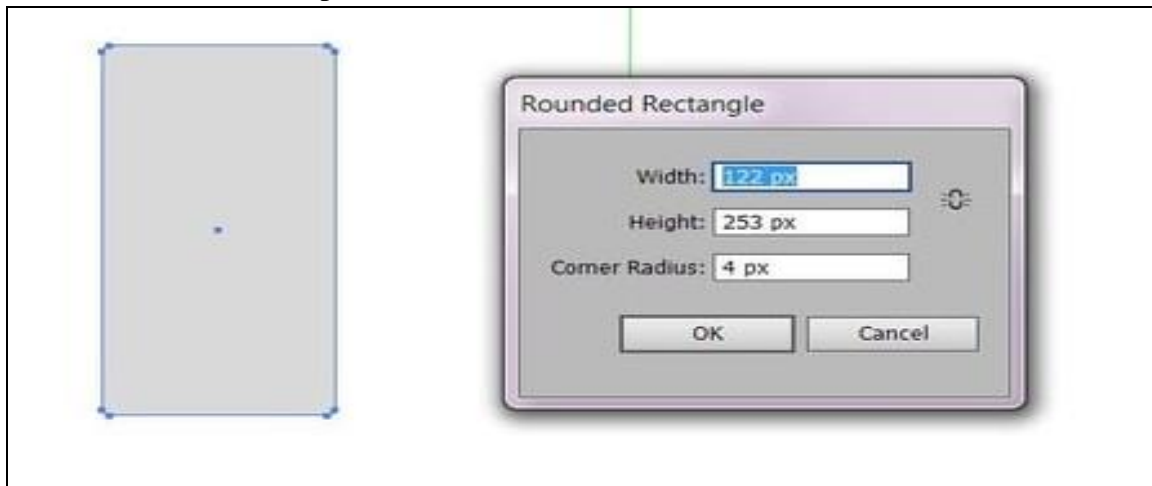 Rounded Rectangle
Width: 122 px
Height: 253 px
Corner Radius: 4 px
OK Cancel